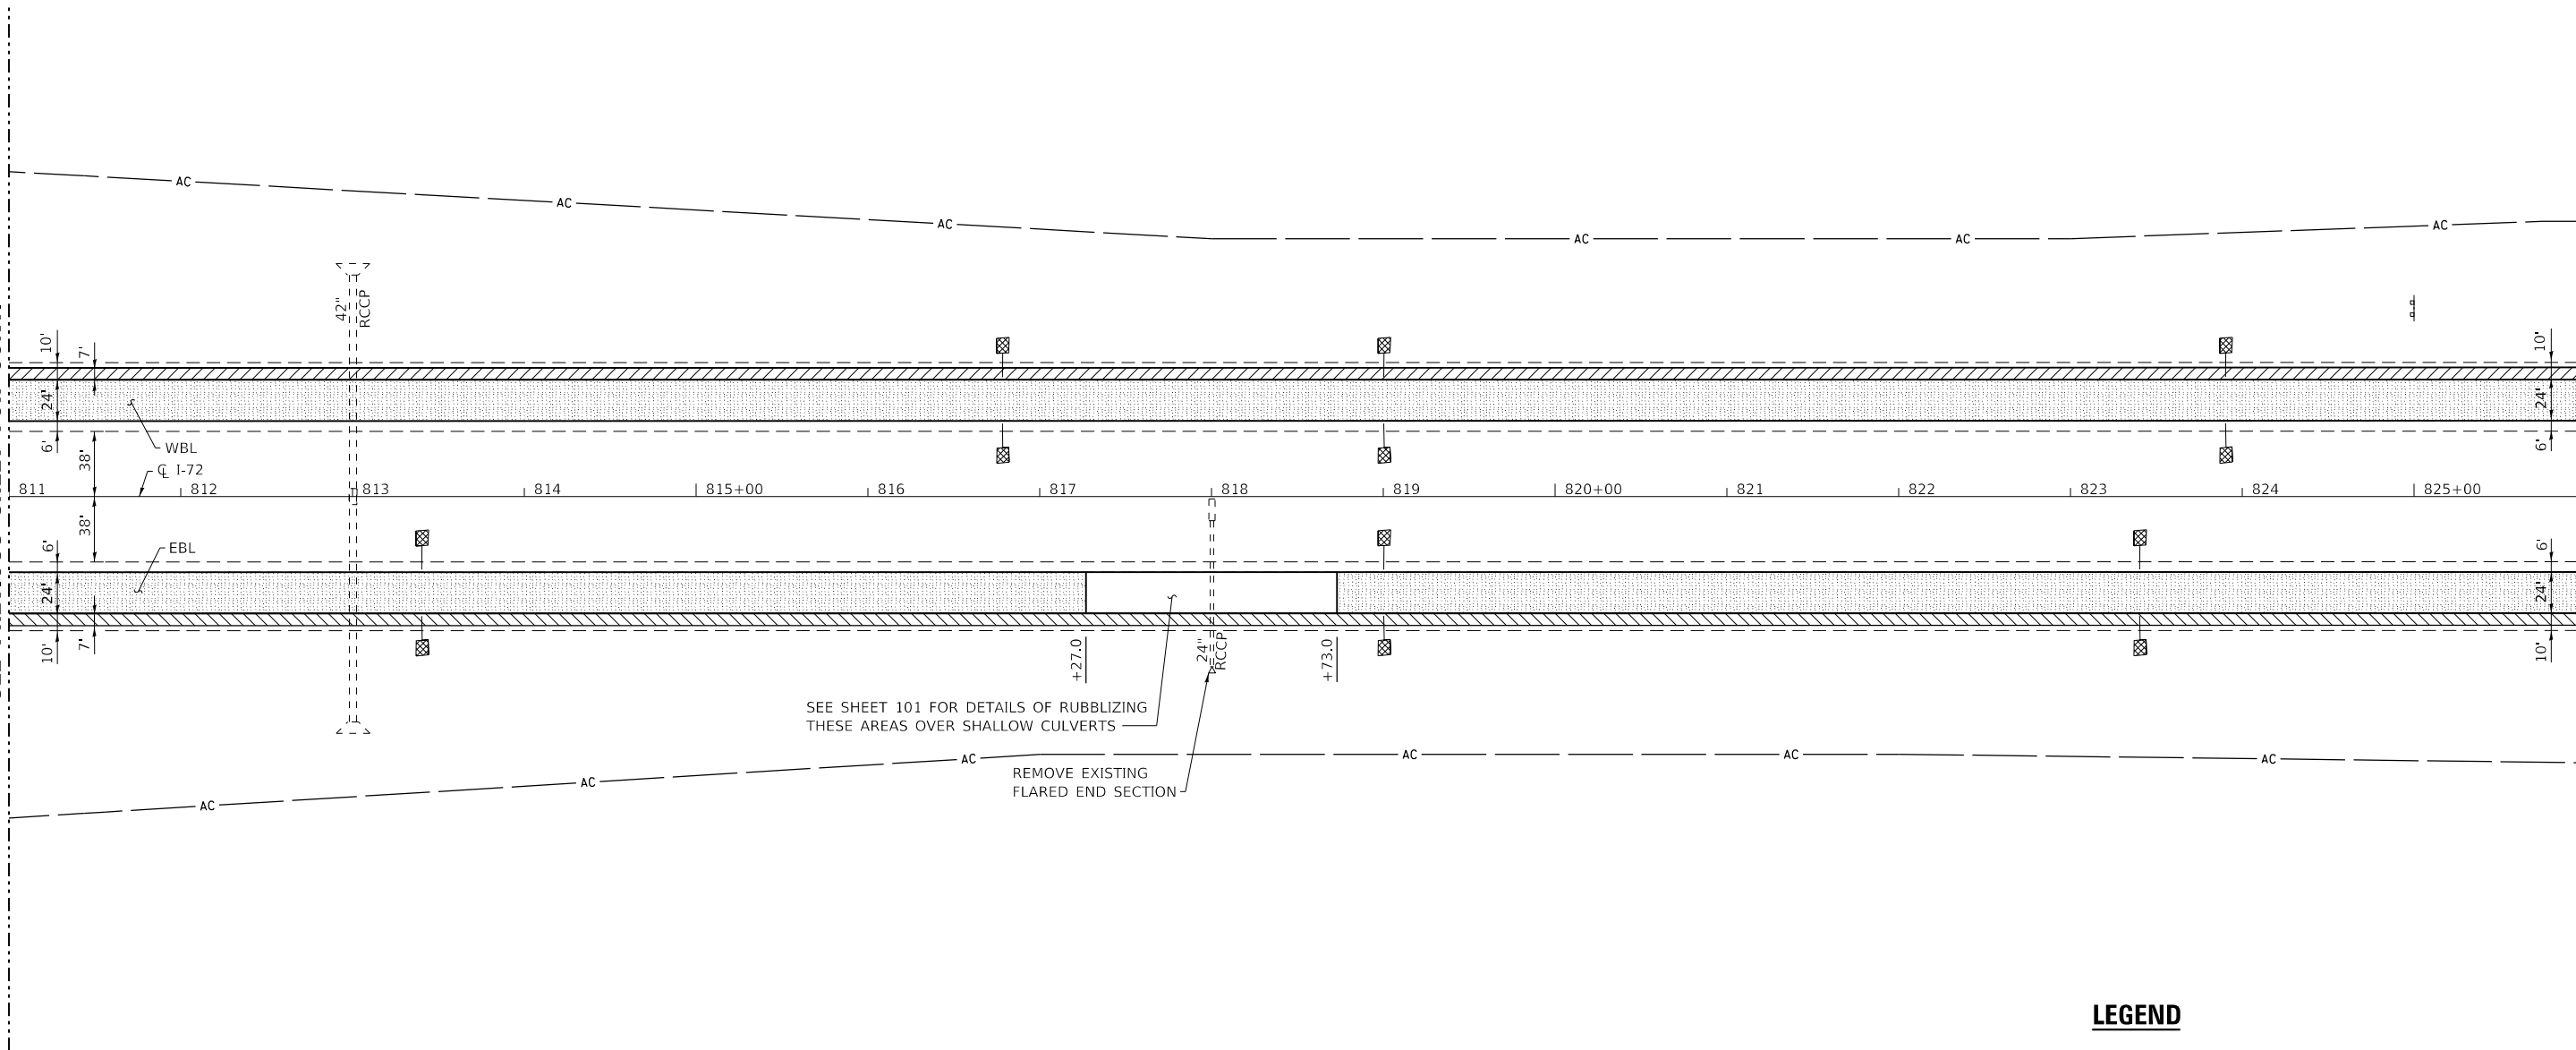 AC
AC
AC
AC
AC
AC
42"
RCCP
10'
7'
10'
24'
24'
6'
WBL
6'
38'
℄ I-72
811
812
813
814
815+00
816
817
818
819
820+00
821
822
823
824
825+00
38'
6'
EBL
6'
24'
24'
10'
7'
+27.0
24"
RCCP
+73.0
10'
SEE SHEET 101 FOR DETAILS OF RUBBLIZING
THESE AREAS OVER SHALLOW CULVERTS
REMOVE EXISTING
FLARED END SECTION
AC
AC
AC
AC
AC
AC
LEGEND